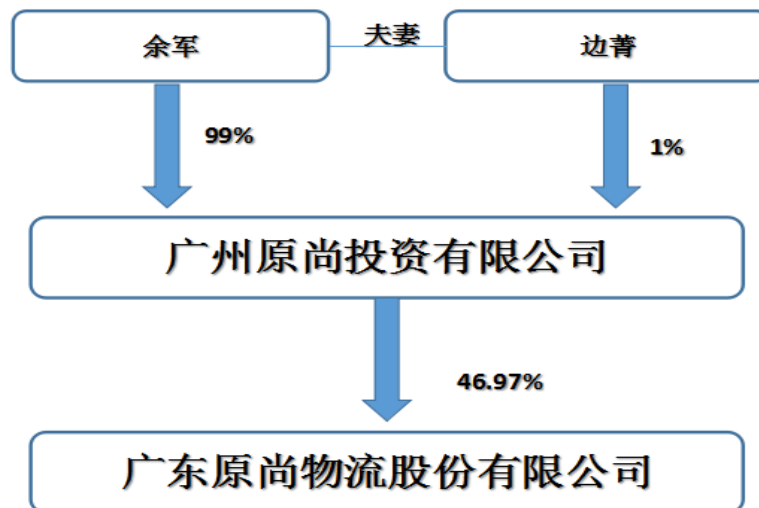 余军
夫妻
边菁
99%
1%
广州原尚投资有限公司
46.97%
广东原尚物流股份有限公司